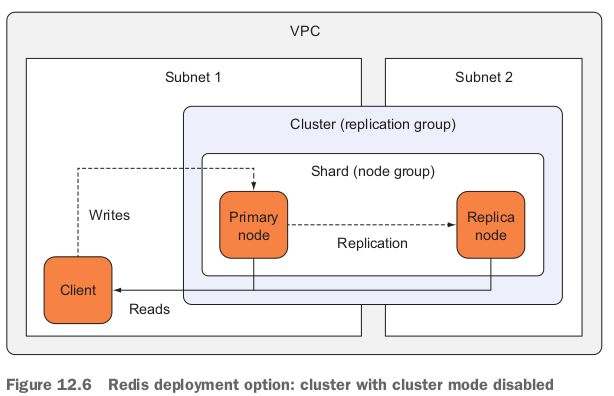 VPC
Subnet 1
Subnet 2
Cluster (replication group)
Shard (node group)
Writes
Primary
node
Replica
node
Replication
Client
Reads
Figure 12.6 Redis deployment option: cluster with cluster mode disabled